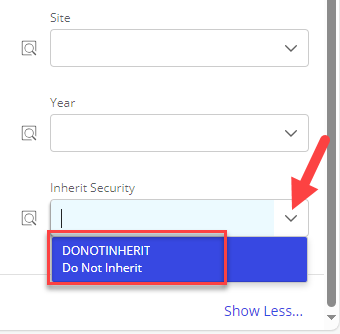 Site
Year
Inherit Security
DONOTINHERIT
Do Not Inherit
Show Less...